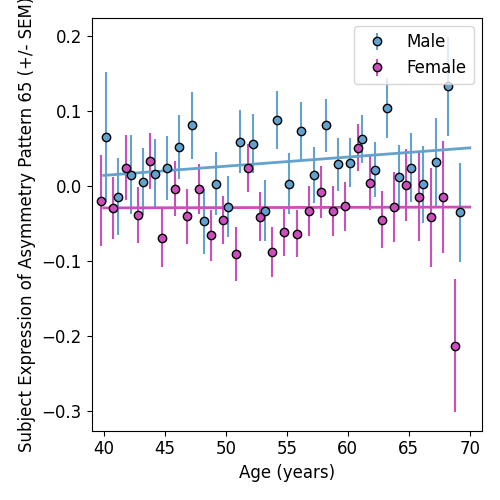 Subject Expression of Asymmetry Pattern 65 (+/- SEM)
0.2
0.1
0.0
−0.1
−0.2
−0.3
Male
Female
40 45 50 55 60 65 70
Age (years)